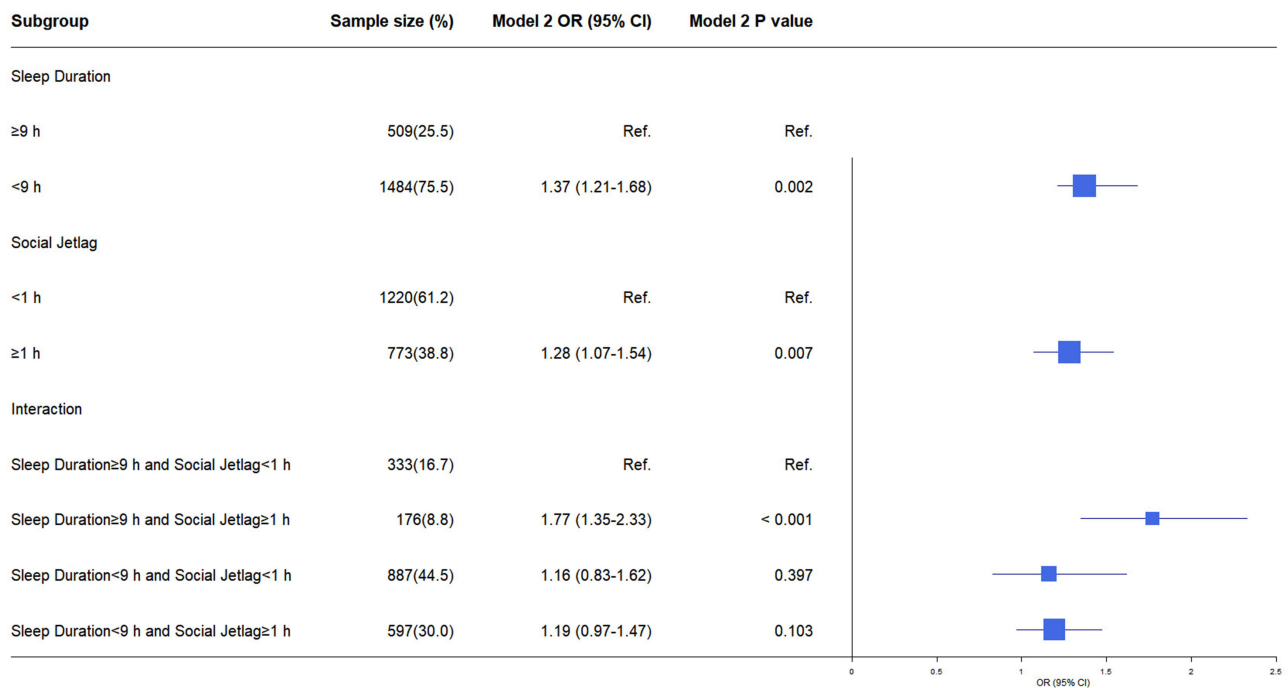 Subgroup Sample size (%) Model 2 OR (95% CI) Model 2 P value
Sleep Duration
≥9 h 509(25.5) Ref. Ref.
<9 h 1484(75.5) 1.37 (1.21-1.68) 0.002
Social Jetlag
<1 h 1220(61.2) Ref. Ref.
≥1 h 773(38.8) 1.28 (1.07-1.54) 0.007
Interaction
Sleep Duration≥9 h and Social Jetlag<1 h 333(16.7) Ref. Ref.
Sleep Duration≥9 h and Social Jetlag≥1 h 176(8.8) 1.77 (1.35-2.33) < 0.001
Sleep Duration<9 h and Social Jetlag<1 h 887(44.5) 1.16 (0.83-1.62) 0.397
Sleep Duration<9 h and Social Jetlag≥1 h 597(30.0) 1.19 (0.97-1.47) 0.103
0 0.5 1 1.5 2 2.5
OR (95% CI)